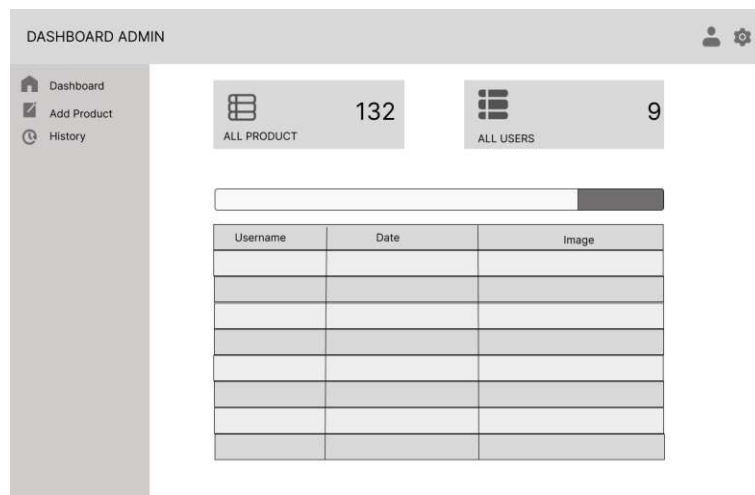 DASHBOARD ADMIN
Dashboard
Add Product
History
132
ALL PRODUCT
9
ALL USERS
Username Date Image